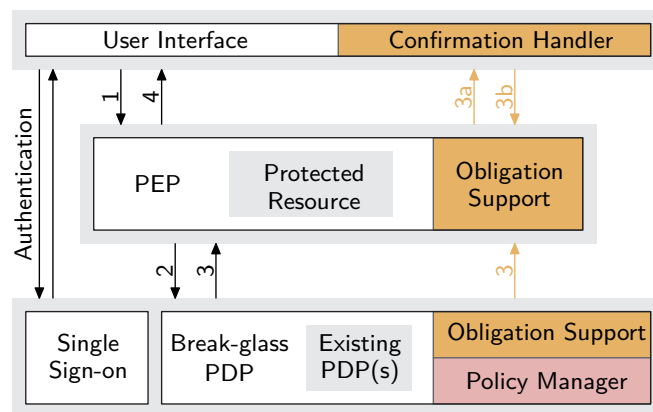 User Interface
Confirmation Handler
Authentication
1
4
3a
3b
PEP
Protected
Resource
Obligation
Support
2
3
3
Single
Sign-on
Break-glass
PDP
Existing
PDP(s)
Obligation Support
Policy Manager